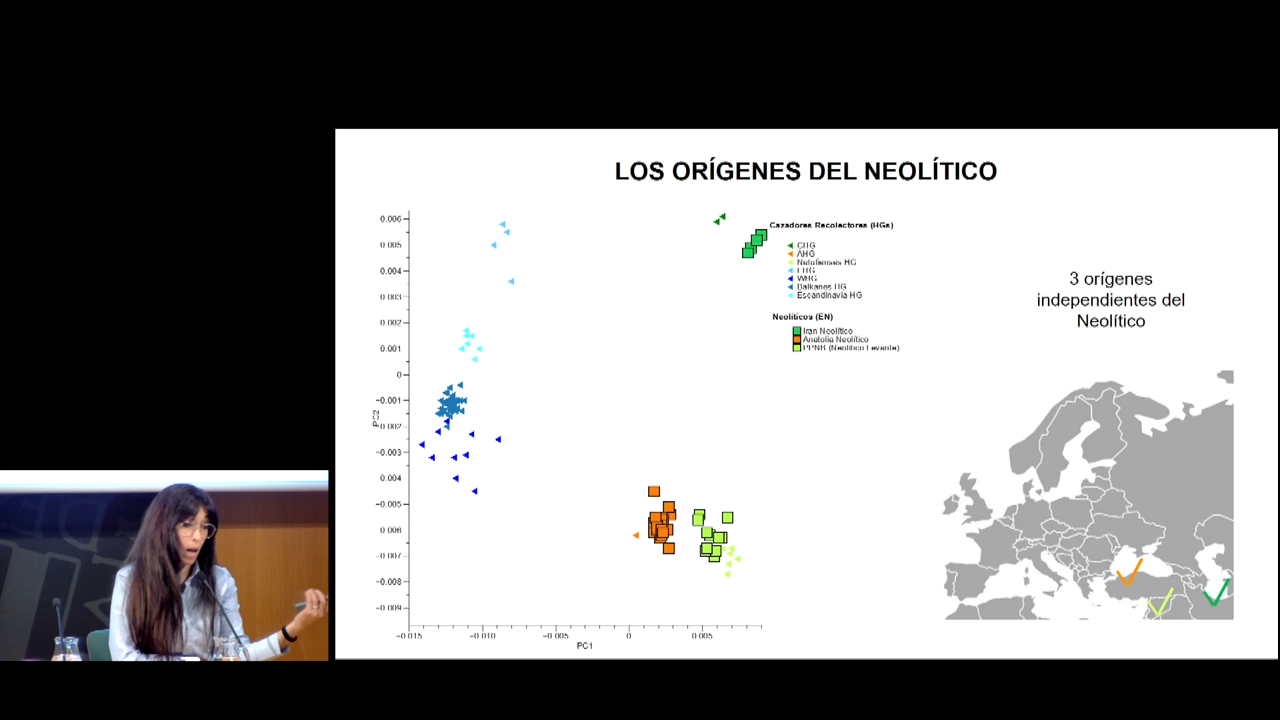 LOS ORÍGENES DEL NEOLÍTICO
0.006
0.005
0.004
0.003
0.002
0.001
0
−0.001
0.002
−0.003
0.004
−0.005
0.006
−0.007
−0.008
−0.009
PC2
−0.015
−0.010
−0.005
0
0.005
PC1
Cazadores Recolectores (HGs)
CHG
AHG
Natufienses HG
EHG
WHG
Balkanes HG
Escandinavia HG
Neolíticos (EN)
Iran Neolítico
Anatolia Neolítico
PPNB (Neolítico Levante)
3 orígenes
independientes del
Neolítico